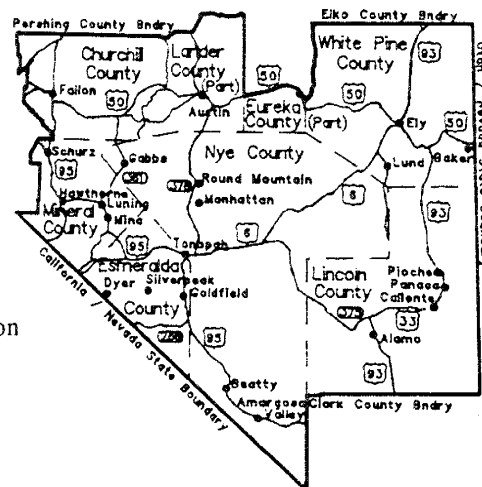 Pershing County Bndry
Elko County Bndry
Churchill County
Lander County (Part)
White Pine County
93
50
Fallon
50
Austin
Eureka County (Part)
50
Ely
50
Baker
Schurz
Gabbs
Nye County
Lund
95
361
376
Round Mountain
Manhattan
6
93
Hawthorne
Luning
Mina
Mineral County
95
Tonopah
6
Esmeralda County
Dyer
Silverpeak
Goldfield
Lincoln County
Pioche
Panaca
Caliente
on
375
Alamo
95
93
Beatty
Amargosa Valley
Clark County Bndry
California / Nevada State Boundary